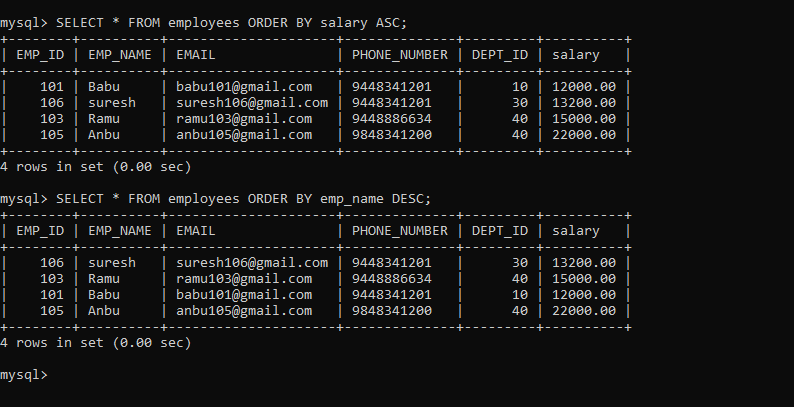 mysql> SELECT * FROM employees ORDER BY salary ASC;
+--------+----------+---------------------+--------------+---------+----------+
| EMP_ID | EMP_NAME | EMAIL               | PHONE_NUMBER | DEPT_ID | salary   |
+--------+----------+---------------------+--------------+---------+----------+
|    101 | Babu     | babu101@gmail.com   | 9448341201   |      10 | 12000.00 |
|    106 | suresh   | suresh106@gmail.com | 9448341201   |      30 | 13200.00 |
|    103 | Ramu     | ramu103@gmail.com   | 9448886634   |      40 | 15000.00 |
|    105 | Anbu     | anbu105@gmail.com   | 9848341200   |      40 | 22000.00 |
+--------+----------+---------------------+--------------+---------+----------+
4 rows in set (0.00 sec)
mysql> SELECT * FROM employees ORDER BY emp_name DESC;
+--------+----------+---------------------+--------------+---------+----------+
| EMP_ID | EMP_NAME | EMAIL               | PHONE_NUMBER | DEPT_ID | salary   |
+--------+----------+---------------------+--------------+---------+----------+
|    106 | suresh   | suresh106@gmail.com | 9448341201   |      30 | 13200.00 |
|    103 | Ramu     | ramu103@gmail.com   | 9448886634   |      40 | 15000.00 |
|    101 | Babu     | babu101@gmail.com   | 9448341201   |      10 | 12000.00 |
|    105 | Anbu     | anbu105@gmail.com   | 9848341200   |      40 | 22000.00 |
+--------+----------+---------------------+--------------+---------+----------+
4 rows in set (0.00 sec)
mysql>